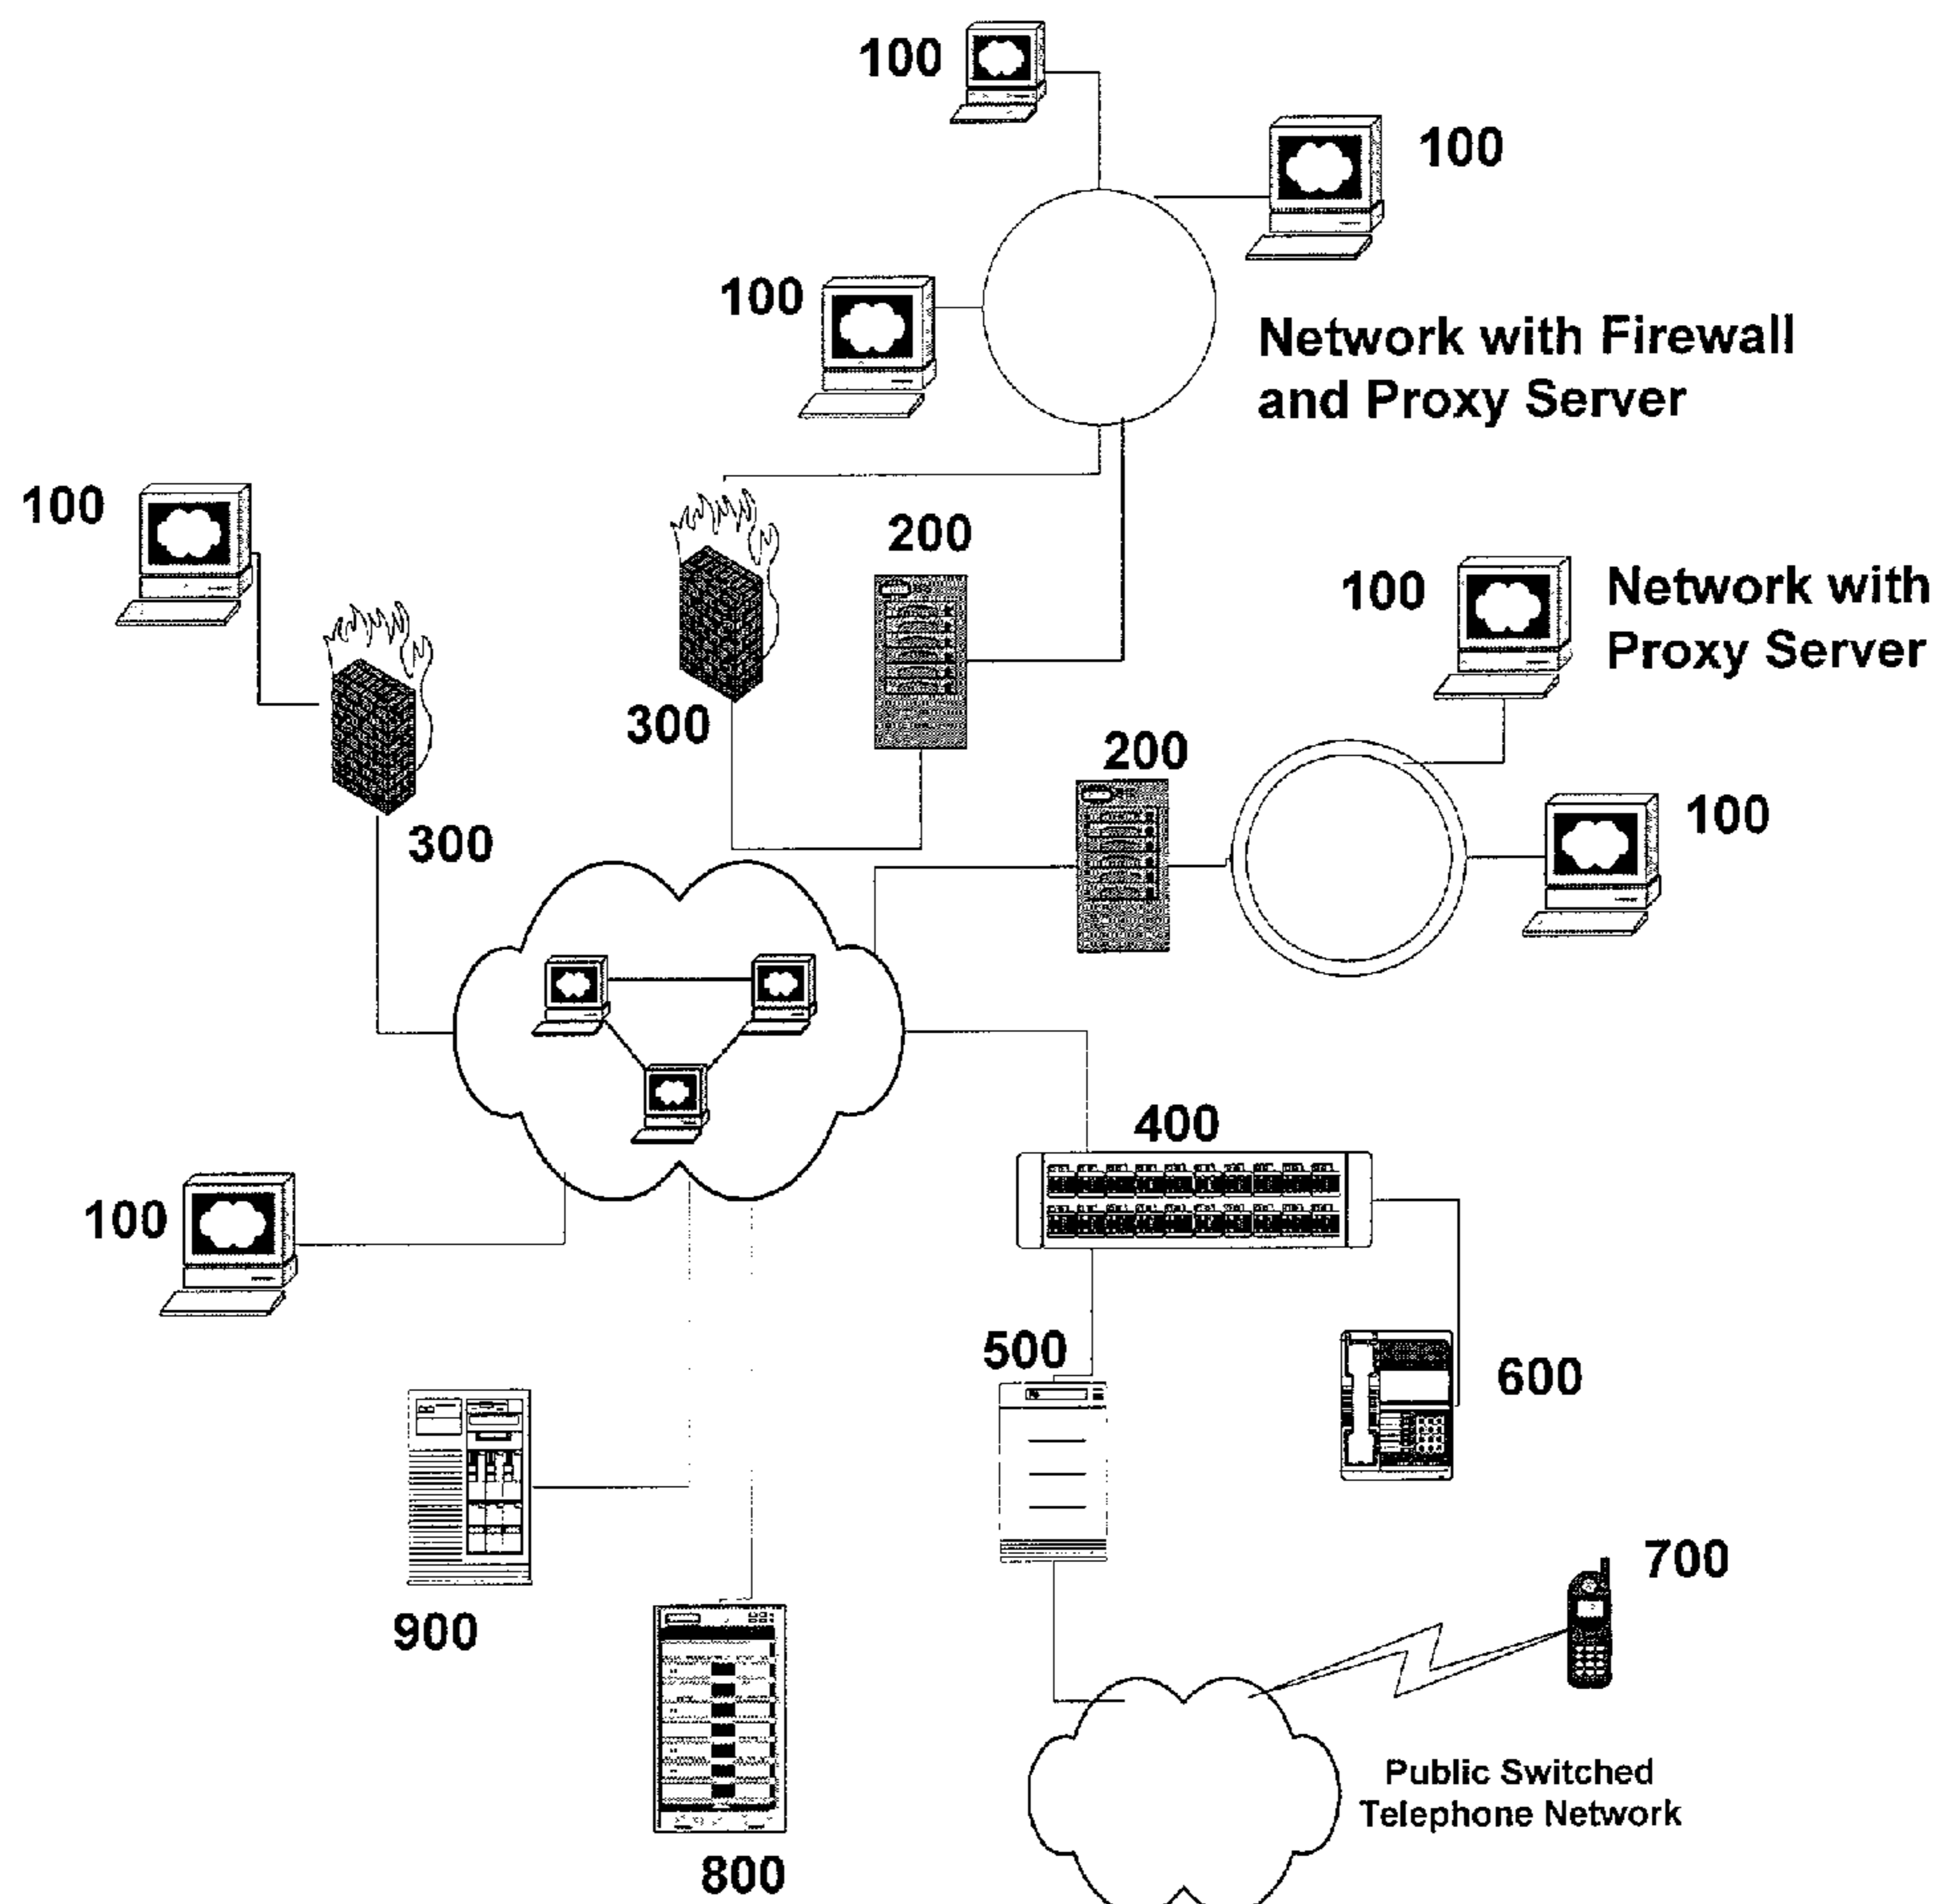 100
100
100
Network with Firewall
and Proxy Server
100
200
100
Network with
Proxy Server
300
200
100
300
400
100
500
600
700
900
Public Switched
Telephone Network
800